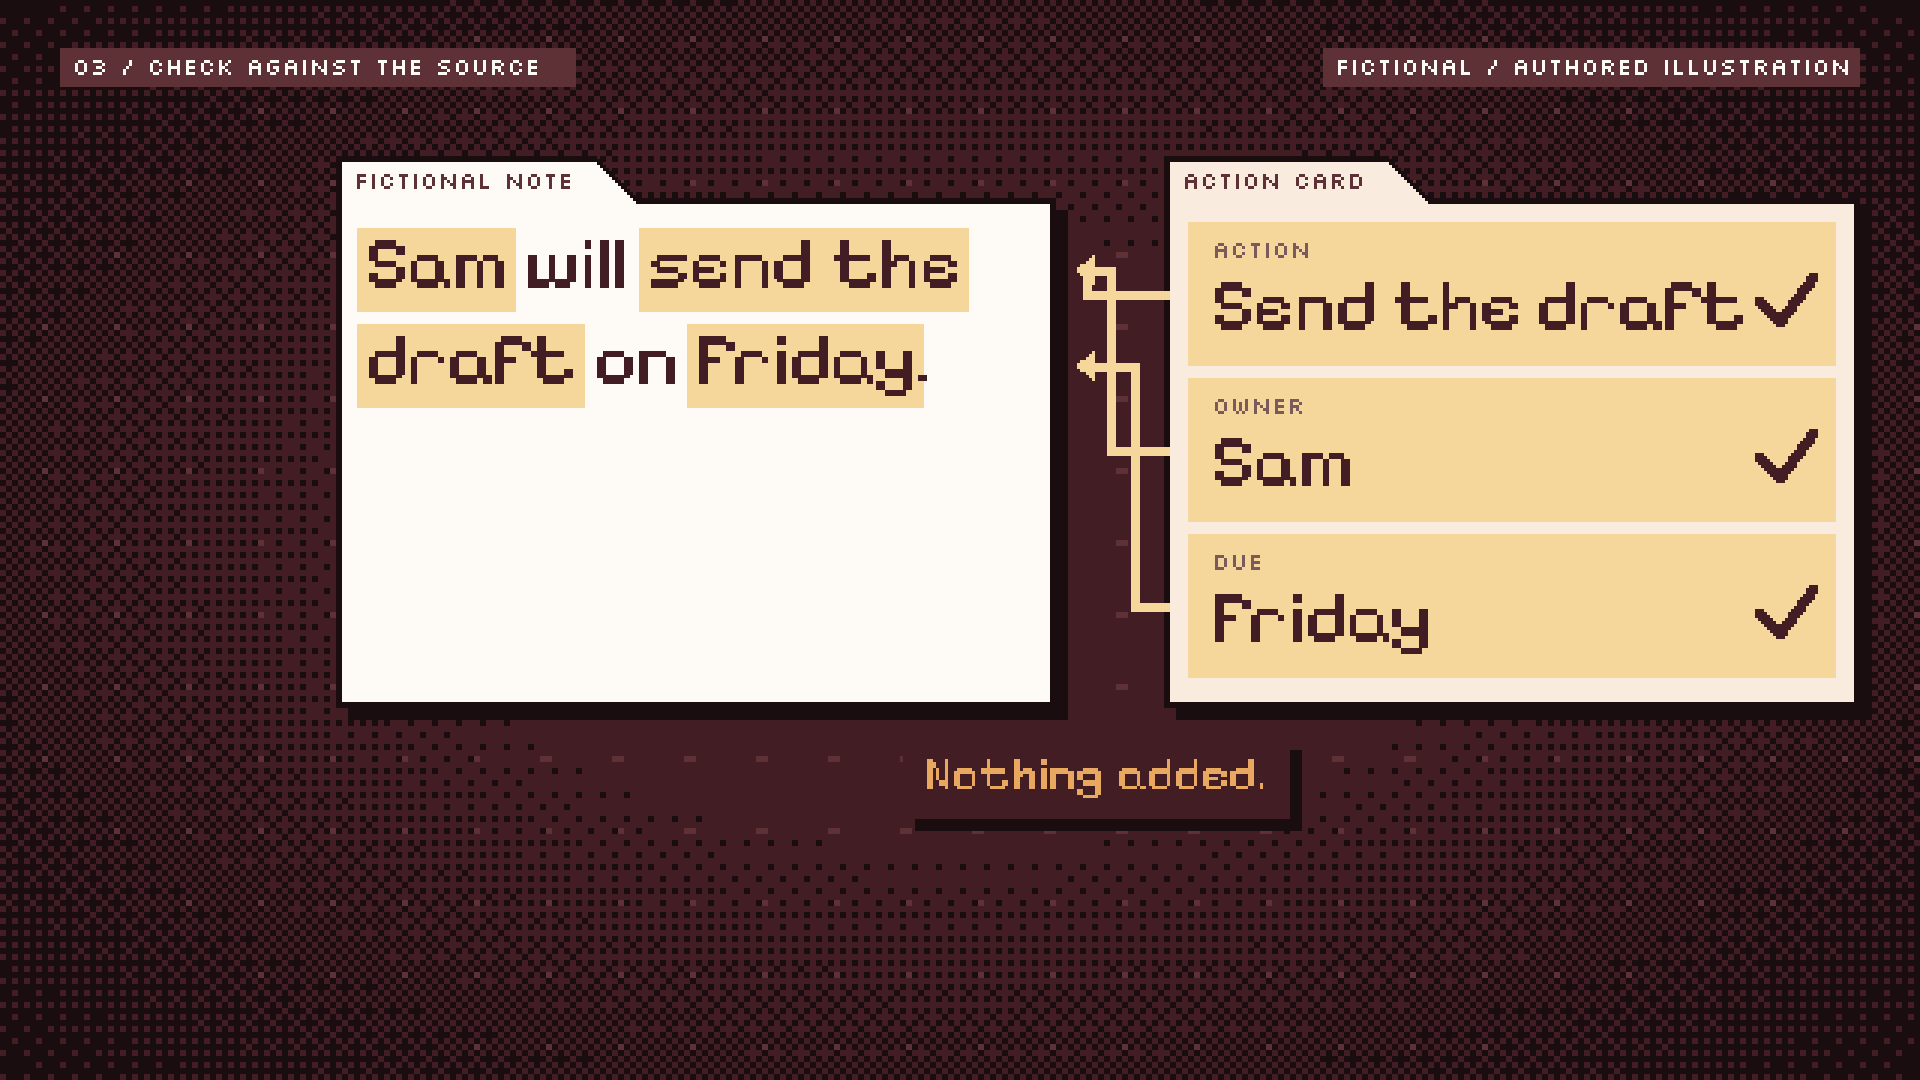 03 / CHECK AGAINST THE SOURCE
FICTIONAL / AUTHORED ILLUSTRATION
FICTIONAL NOTE
Sam will send the
draft on Friday.
ACTION CARD
ACTION
Send the draft
OWNER
Sam
DUE
Friday
Nothing added.